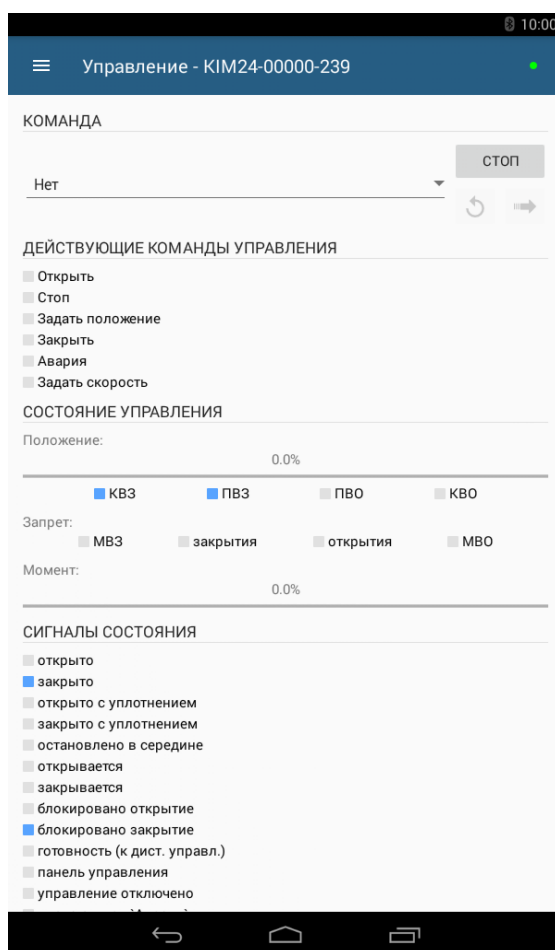 10:00
Управление - KIM24-00000-239
КОМАНДА
СТОП
Нет
ДЕЙСТВУЮЩИЕ КОМАНДЫ УПРАВЛЕНИЯ
Открыть
Стоп
Задать положение
Закрыть
Авария
Задать скорость
СОСТОЯНИЕ УПРАВЛЕНИЯ
Положение:
0.0%
КВЗ ПВЗ ПВО КВО
Запрет:
МВЗ закрытия открытия МВО
Момент:
0.0%
СИГНАЛЫ СОСТОЯНИЯ
открыто
закрыто
открыто с уплотнением
закрыто с уплотнением
остановлено в середине
открывается
закрывается
блокировано открытие
блокировано закрытие
готовность (к дист. управл.)
панель управления
управление отключено